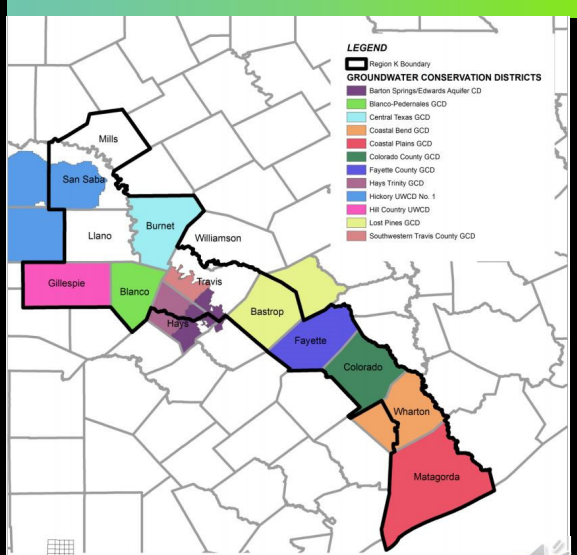 LEGEND
Region K Boundary
GROUNDWATER CONSERVATION DISTRICTS
Barton Springs/Edwards Aquifer CD
Blanco-Pedernales GCD
Central Texas GCD
Coastal Bend GCD
Coastal Plains GCD
Colorado County GCD
Fayette County GCD
Hays Trinity GCD
Hickory UWCD No. 1
Hill Country UWCD
Lost Pines GCD
Southwestern Travis County GCD
Mills
San Saba
Burnet
Llano
Williamson
Gillespie
Blanco
Travis
Hays
Bastrop
Fayette
Colorado
Wharton
Matagorda